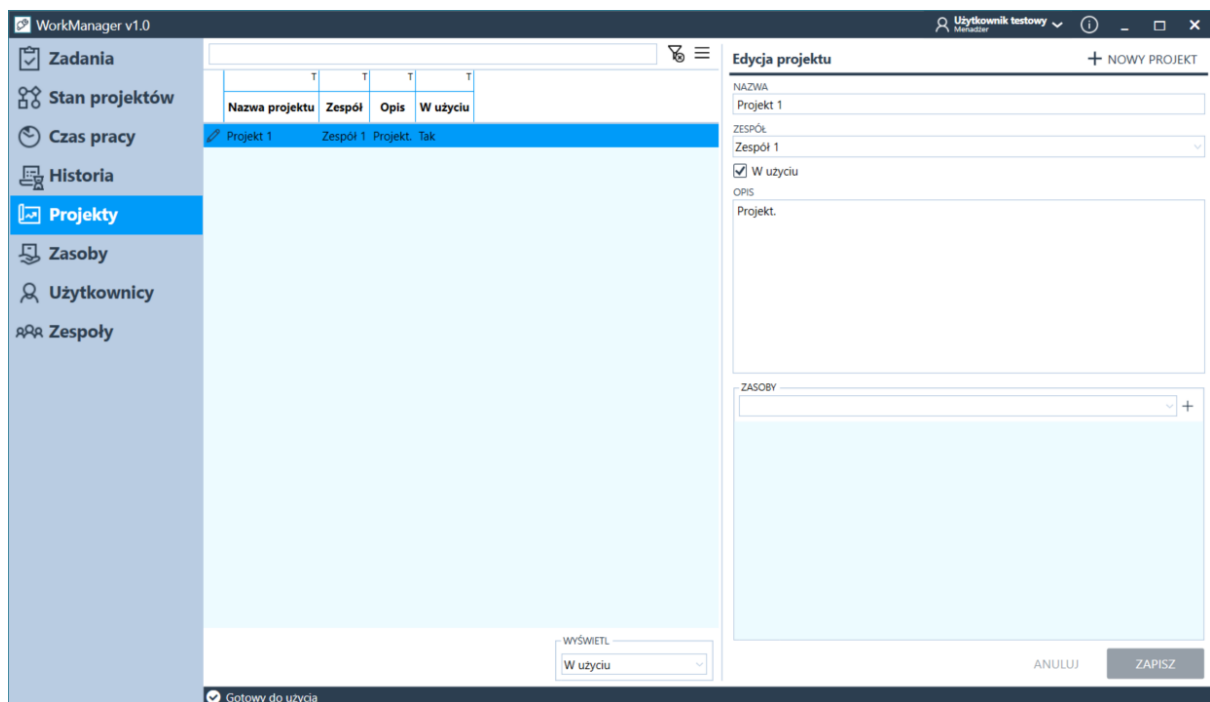 WorkManager v1.0
Użytkownik testowy
Menadżer
Zadania
Stan projektów
Czas pracy
Historia
Projekty
Zasoby
Użytkownicy
Zespoły
T T T T
Nazwa projektu Zespół Opis W użyciu
Projekt 1 Zespół 1 Projekt. Tak
WYŚWIETL
W użyciu
Edycja projektu
+ NOWY PROJEKT
NAZWA
Projekt 1
ZESPÓŁ
Zespół 1
W użyciu
OPIS
Projekt.
ZASOBY
ANULUJ
ZAPISZ
Gotowy do użycia